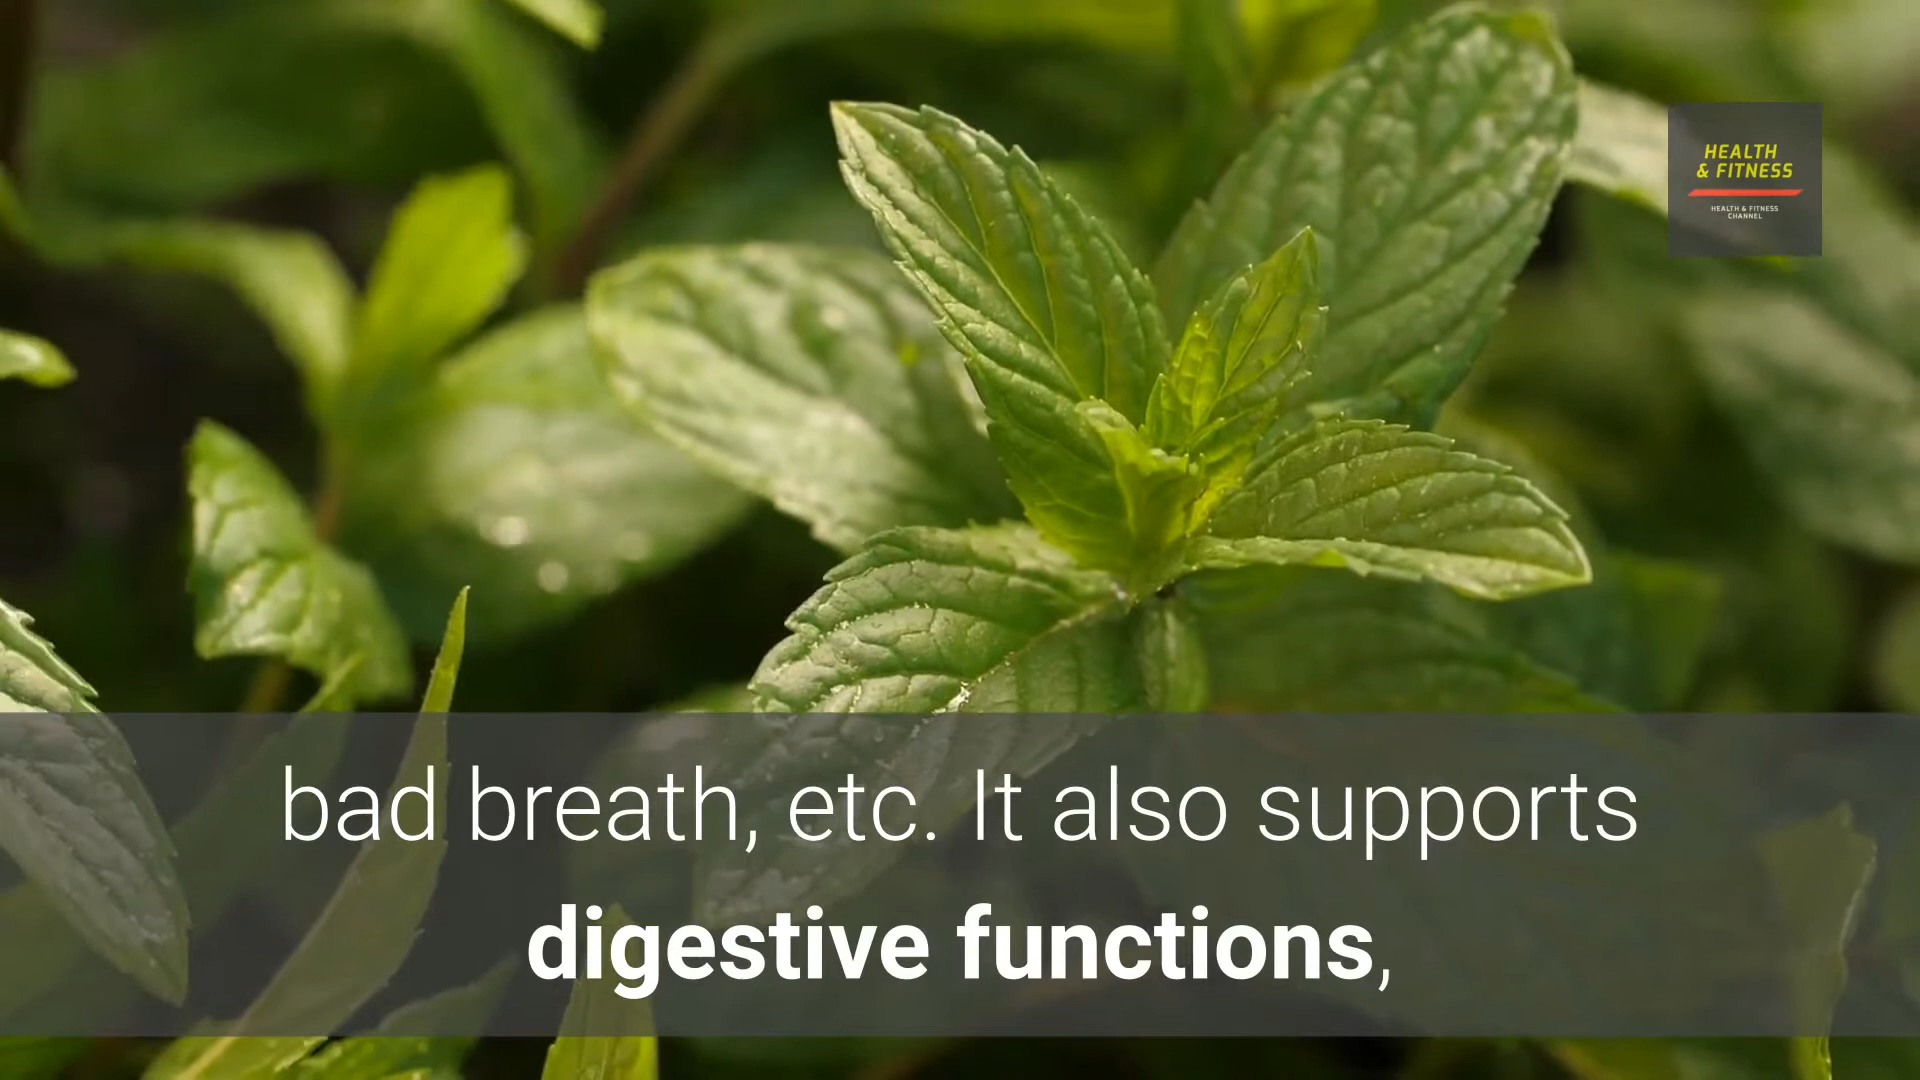 HEALTH
& FITNESS
HEALTH & FITNESS
CHANNEL
bad breath, etc. It also supports
digestive functions,